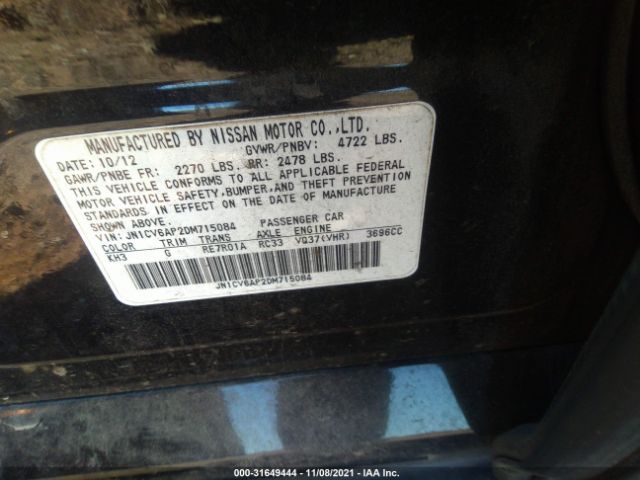 MANUFACTURED BY NISSAN MOTOR CO.,LTD.
DATE: 10/12 GVWR/PNBV: 4722 LBS.
GAWR/PNBE FR: 2270 LBS. RR: 2478 LBS.
THIS VEHICLE CONFORMS TO ALL APPLICABLE FEDERAL
MOTOR VEHICLE SAFETY, BUMPER, AND THEFT PREVENTION
STANDARDS IN EFFECT ON THE DATE OF MANUFACTURE
SHOWN ABOVE.
VIN: JN1CV6AP2DM715084 PASSENGER CAR
COLOR TRIM TRANS AXLE ENGINE
KH3 G RE7R01A RC33 VQ37(VHR) 3696CC
JN1CV6AP2DM715084
000-31649444 | 11/08/2021 - IAA Inc.